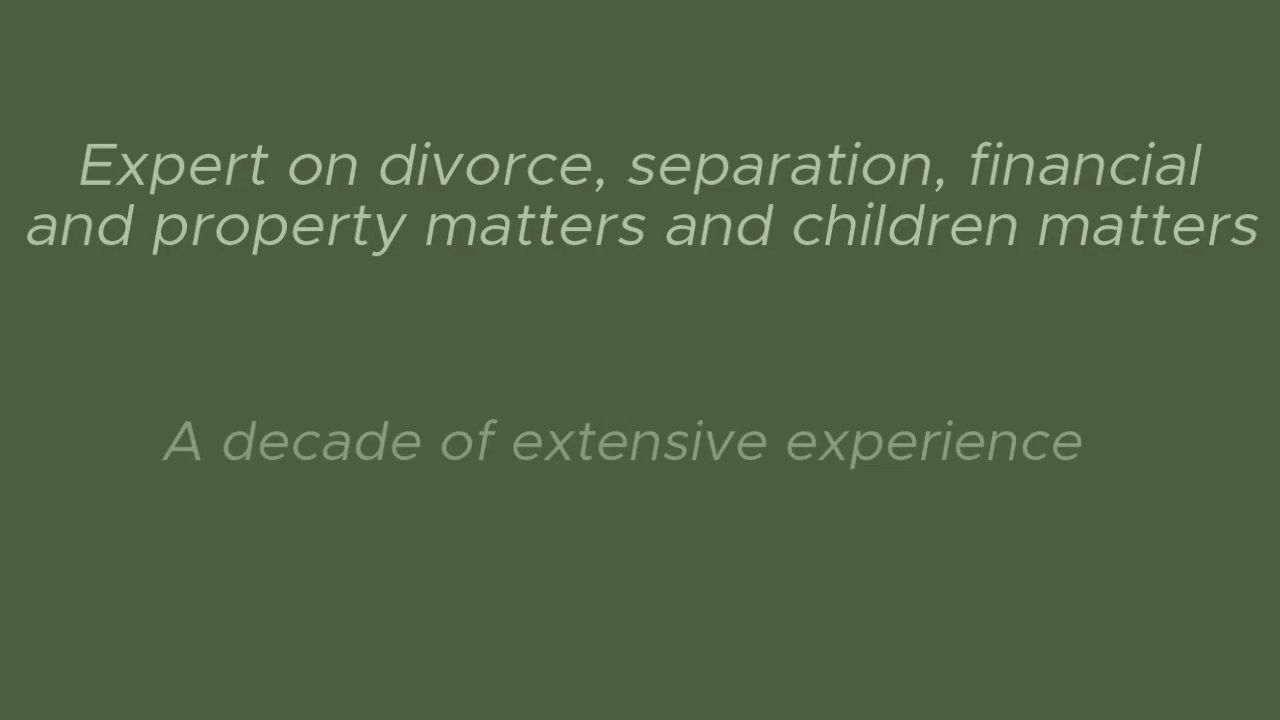 Expert on divorce, separation, financial
and property matters and children matters
A decade of extensive experience